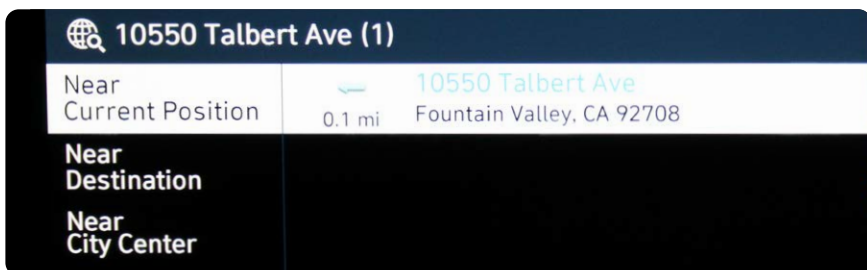 10550 Talbert Ave (1)
Near
Current Position
0.1 mi
10550 Talbert Ave
Fountain Valley, CA 92708
Near
Destination
Near
City Center